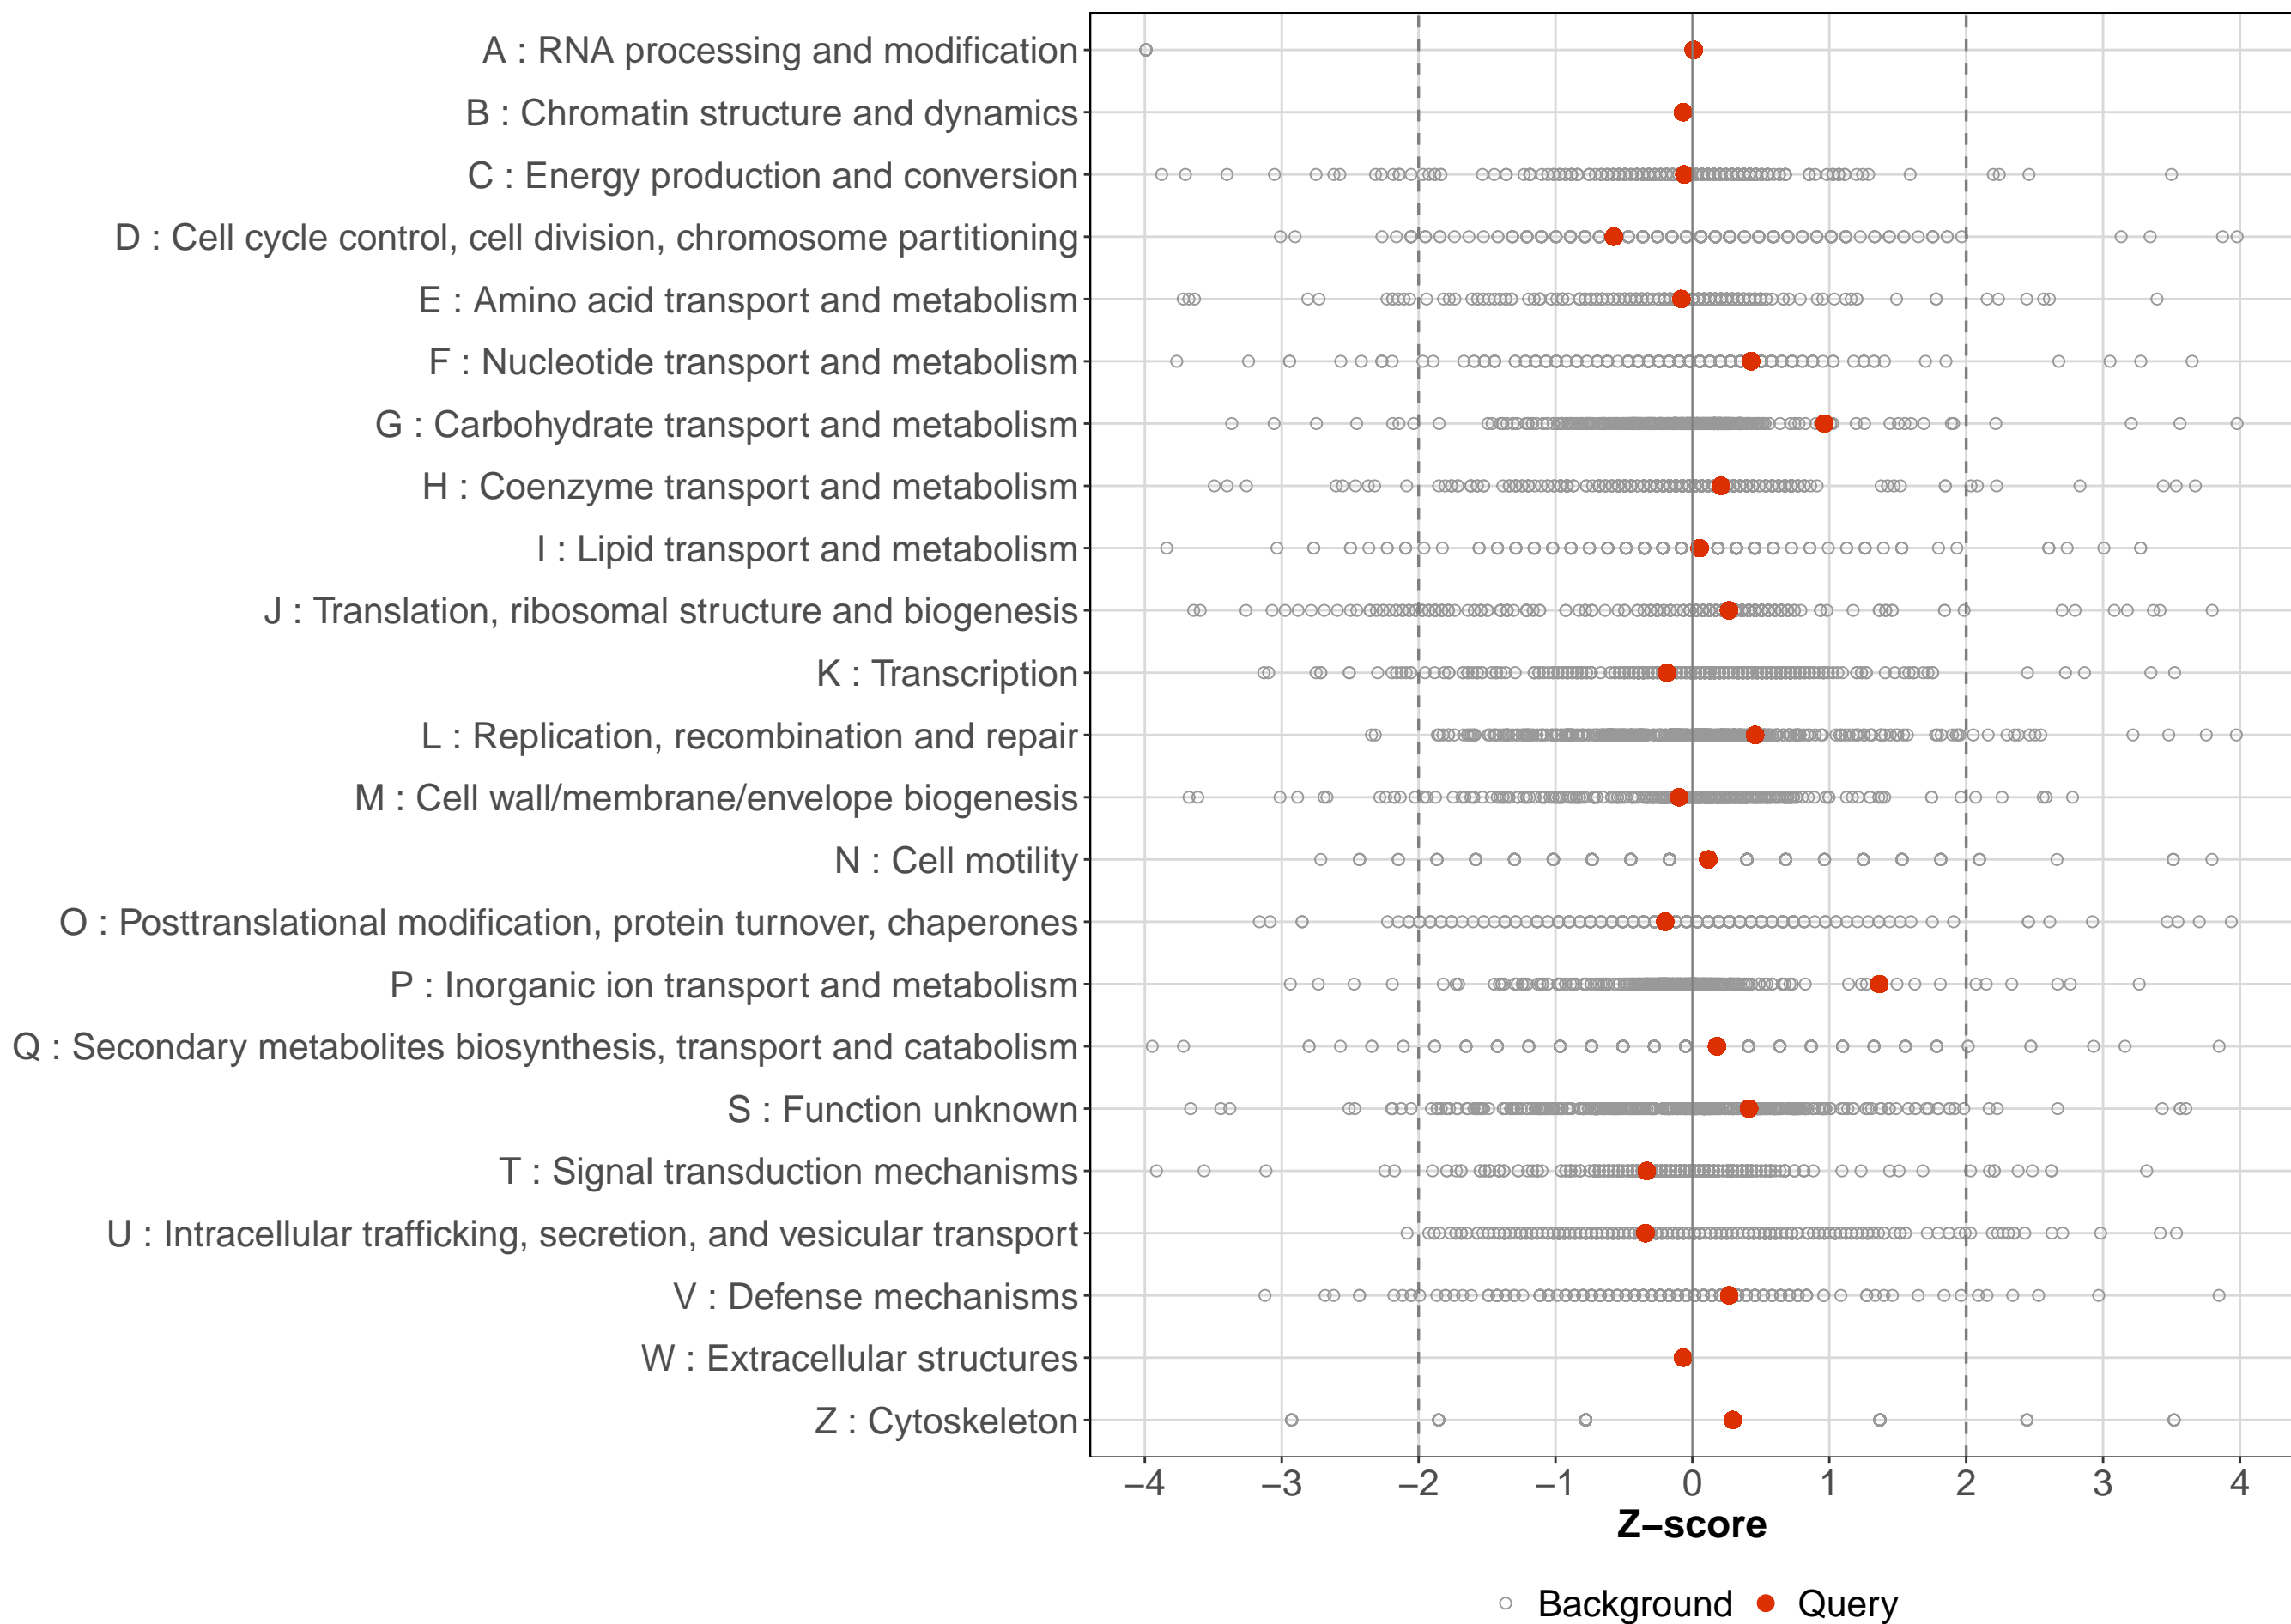 A : RNA processing and modification
B : Chromatin structure and dynamics
C : Energy production and conversion
D : Cell cycle control, cell division, chromosome partitioning
E : Amino acid transport and metabolism
F : Nucleotide transport and metabolism
G : Carbohydrate transport and metabolism
H : Coenzyme transport and metabolism
I : Lipid transport and metabolism
J : Translation, ribosomal structure and biogenesis
K : Transcription
L : Replication, recombination and repair
M : Cell wall/membrane/envelope biogenesis
N : Cell motility
O : Posttranslational modification, protein turnover, chaperones
P : Inorganic ion transport and metabolism
Q : Secondary metabolites biosynthesis, transport and catabolism
S : Function unknown
T : Signal transduction mechanisms
U : Intracellular trafficking, secretion, and vesicular transport
V : Defense mechanisms
W : Extracellular structures
Z : Cytoskeleton
−4 −3 −2 −1 0 1 2 3 4
Z−score
Background Query